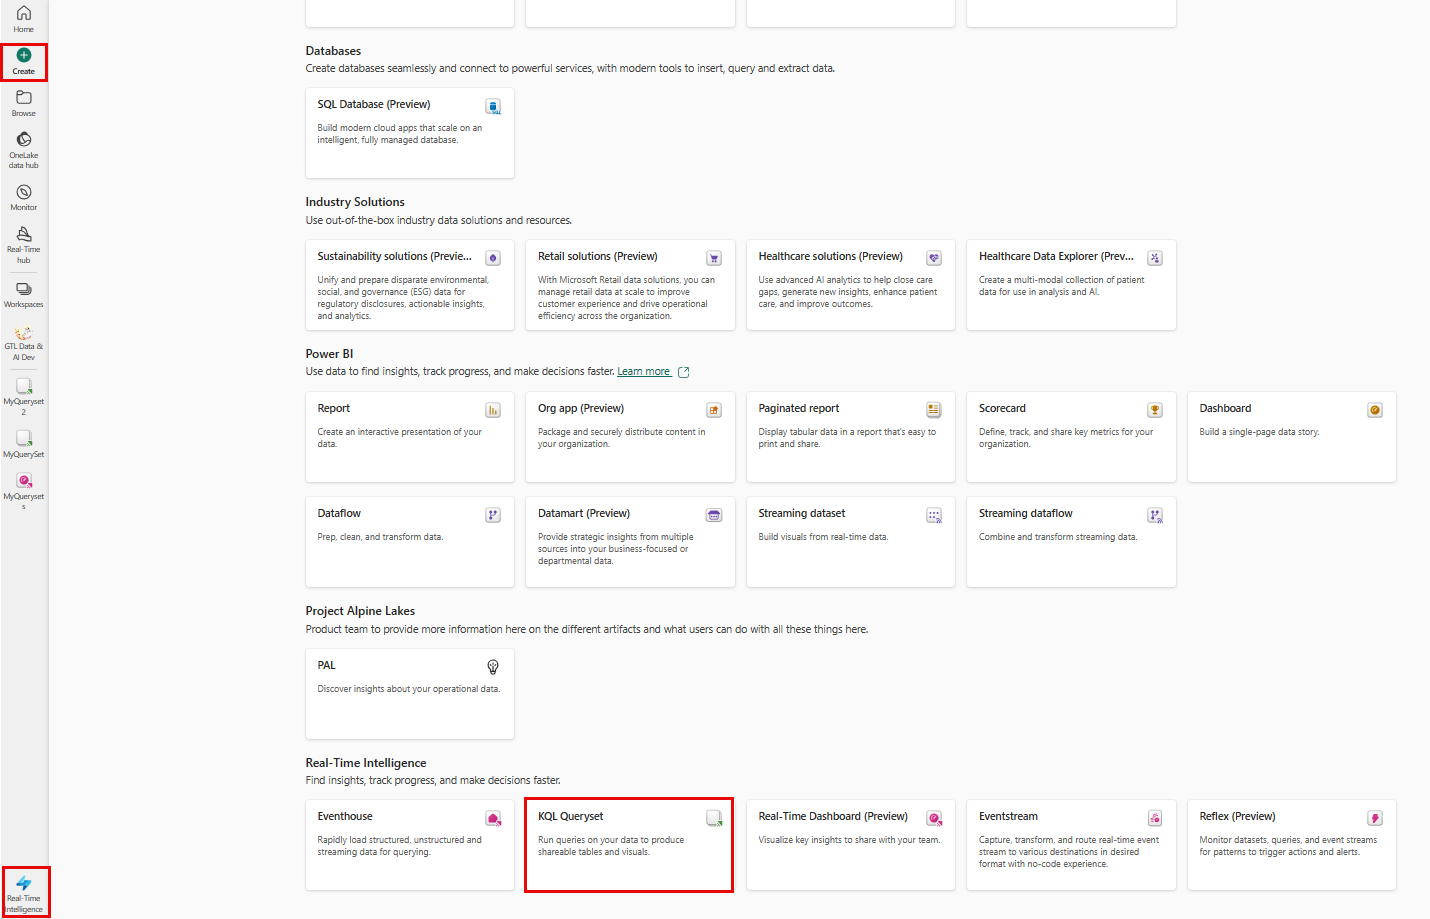 Home
Create
Browse
OneLake
data hub
Monitor
Real-Time
hub
Workspaces
GTL Data &
AI Dev
MyQueryset
2
MyQuerySet
MyQueryset
s
Real-Time
Intelligence
Databases
Create databases seamlessly and connect to powerful services, with modern tools to insert, query and extract data.
SQL Database (Preview)
Build modern cloud apps that scale on an
intelligent, fully managed database.
Industry Solutions
Use out-of-the-box industry data solutions and resources.
Sustainability solutions (Previe...
Unify and prepare disparate environmental,
social, and governance (ESG) data for
regulatory disclosures, actionable insights,
and analytics.
Retail solutions (Preview)
With Microsoft Retail data solutions, you can
manage retail data at scale to improve
customer experience and drive operational
efficiency across the organization.
Healthcare solutions (Preview)
Use advanced AI analytics to help close care
gaps, generate new insights, enhance patient
care, and improve outcomes.
Healthcare Data Explorer (Prev...
Create a multi-modal collection of patient
data for use in analysis and AI.
Power BI
Use data to find insights, track progress, and make decisions faster. Learn more
Report
Create an interactive presentation of your
data.
Org app (Preview)
Package and securely distribute content in
your organization.
Paginated report
Display tabular data in a report that's easy to
print and share.
Scorecard
Define, track, and share key metrics for your
organization.
Dashboard
Build a single-page data story.
Dataflow
Prep, clean, and transform data.
Datamart (Preview)
Provide strategic insights from multiple
sources into your business-focused or
departmental data.
Streaming dataset
Build visuals from real-time data.
Streaming dataflow
Combine and transform streaming data.
Project Alpine Lakes
Product team to provide more information here on the different artifacts and what users can do with all these things here.
PAL
Discover insights about your operational data.
Real-Time Intelligence
Find insights, track progress, and make decisions faster.
Eventhouse
Rapidly load structured, unstructured and
streaming data for querying.
KQL Queryset
Run queries on your data to produce
shareable tables and visuals.
Real-Time Dashboard (Preview)
Visualize key insights to share with your team.
Eventstream
Capture, transform, and route real-time event
stream to various destinations in desired
format with no-code experience.
Reflex (Preview)
Monitor datasets, queries, and event streams
for patterns to trigger actions and alerts.